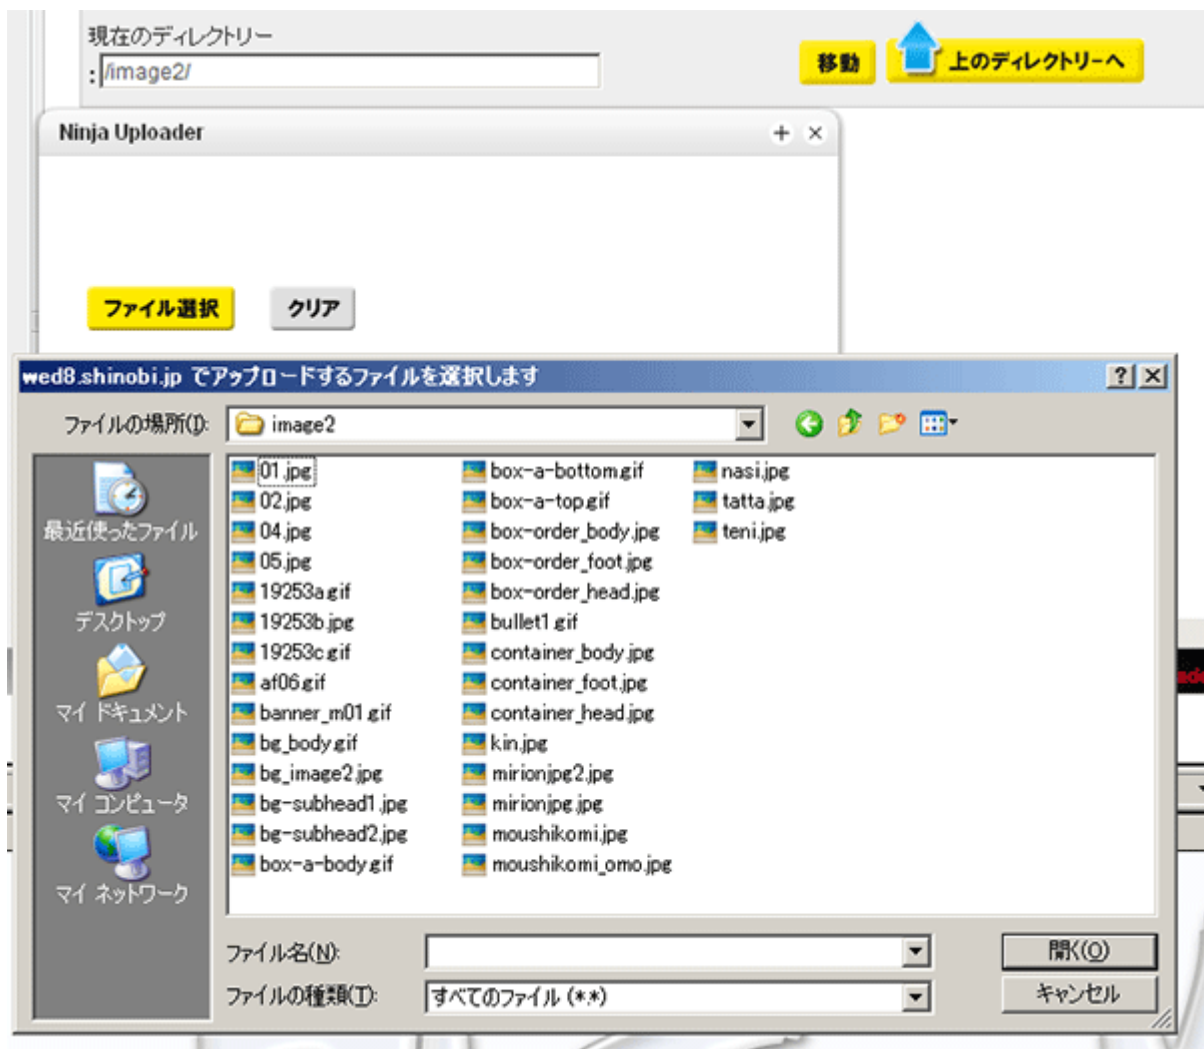 現在のディレクトリー
: /image2/
移動
上のディレクトリーへ
Ninja Uploader
ファイル選択
クリア
wed8.shinobi.jp でアップロードするファイルを選択します
ファイルの場所(I):
image2
最近使ったファイル
デスクトップ
マイ ドキュメント
マイ コンピュータ
マイ ネットワーク
01.jpg
02.jpg
04.jpg
05.jpg
19253a.gif
19253b.jpg
19253c.gif
af06.gif
banner_m01.gif
bg_body.gif
bg_image2.jpg
bg-subhead1.jpg
bg-subhead2.jpg
box-a-body.gif
box-a-bottom.gif
box-a-top.gif
box-order_body.jpg
box-order_foot.jpg
box-order_head.jpg
bullet1.gif
container_body.jpg
container_foot.jpg
container_head.jpg
kin.jpg
mirionjpg2.jpg
mirionjpg.jpg
moushikomi.jpg
moushikomi_omo.jpg
nasi.jpg
tatta.jpg
teni.jpg
ファイル名(N):
開く(O)
ファイルの種類(T):
すべてのファイル (*.*)
キャンセル